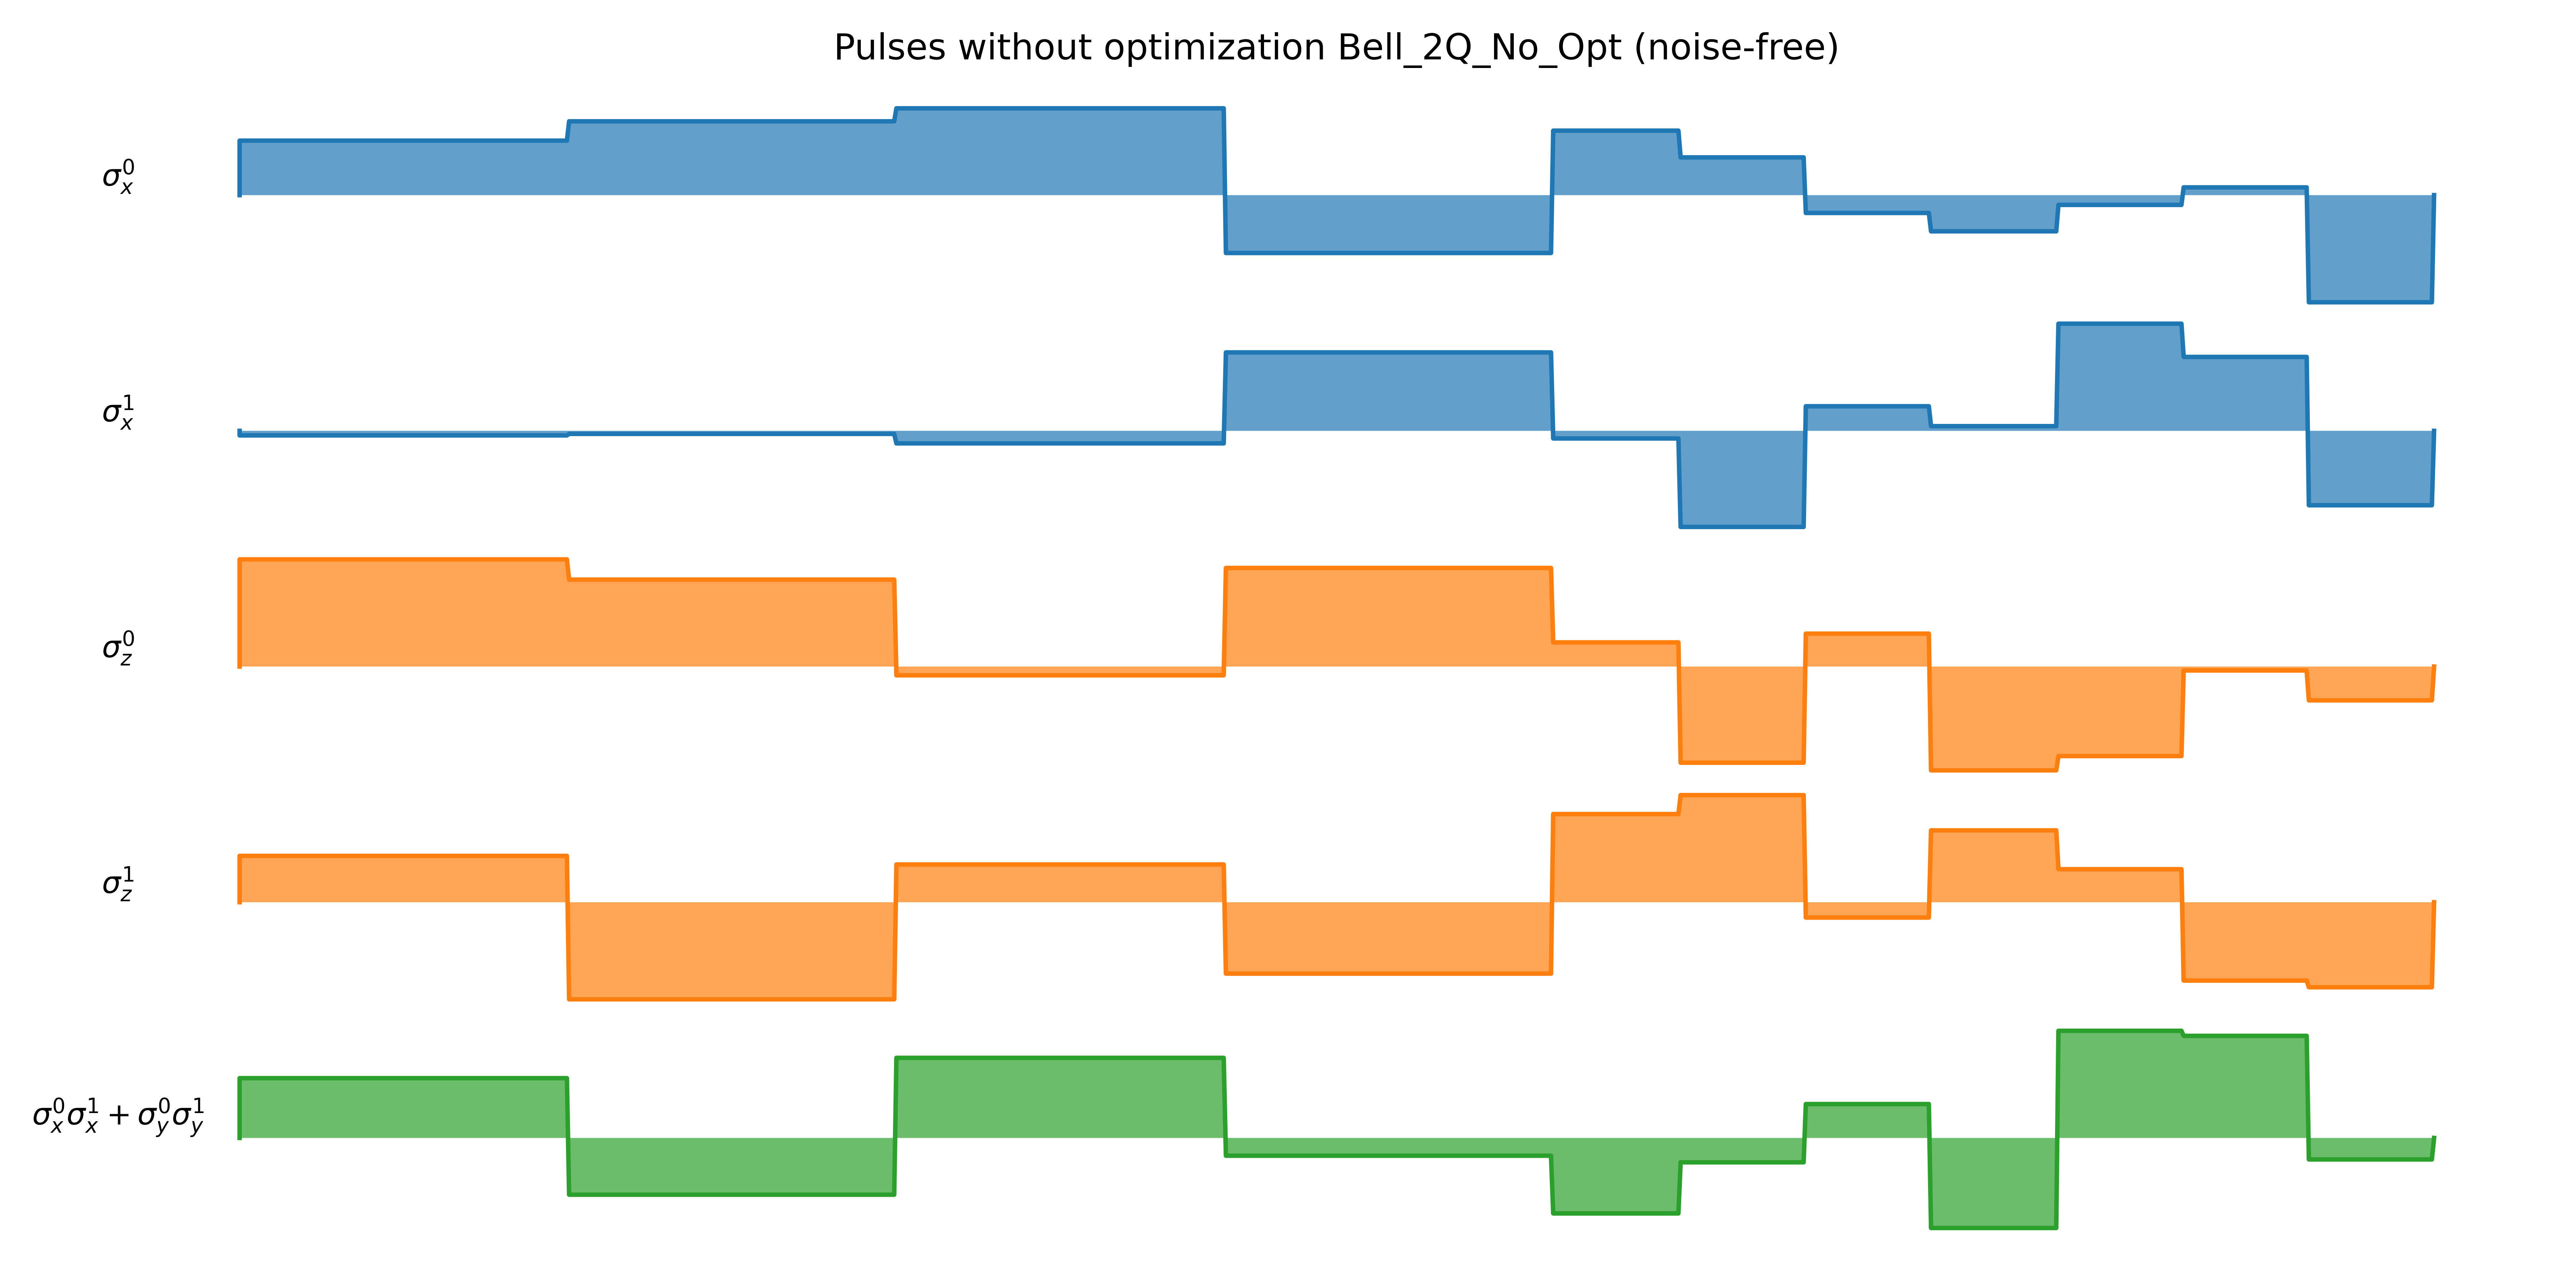 Pulses without optimization Bell_2Q_No_Opt (noise-free)
σ_x^0
σ_x^1
σ_z^0
σ_z^1
σ_x^0σ_x^1 + σ_y^0σ_y^1